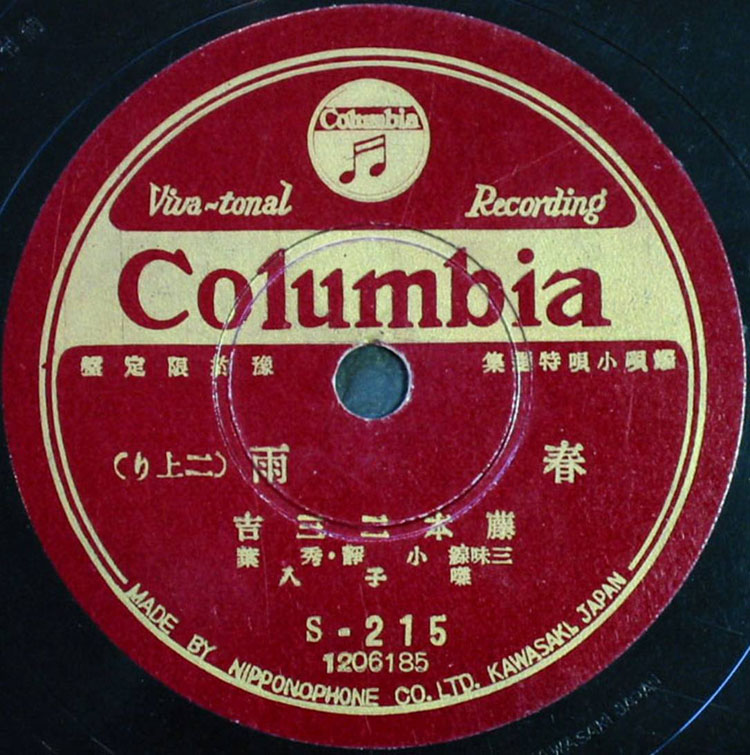 Columbia
Viva-tonal Recording
Columbia
端唄小唄特選集 豫約限定盤
春雨(二上り)
藤本二三吉
三味線 小靜・秀葉
囃子入
S-215
1206185
MADE BY NIPPONOPHONE CO. LTD. KAWASAKI, JAPAN